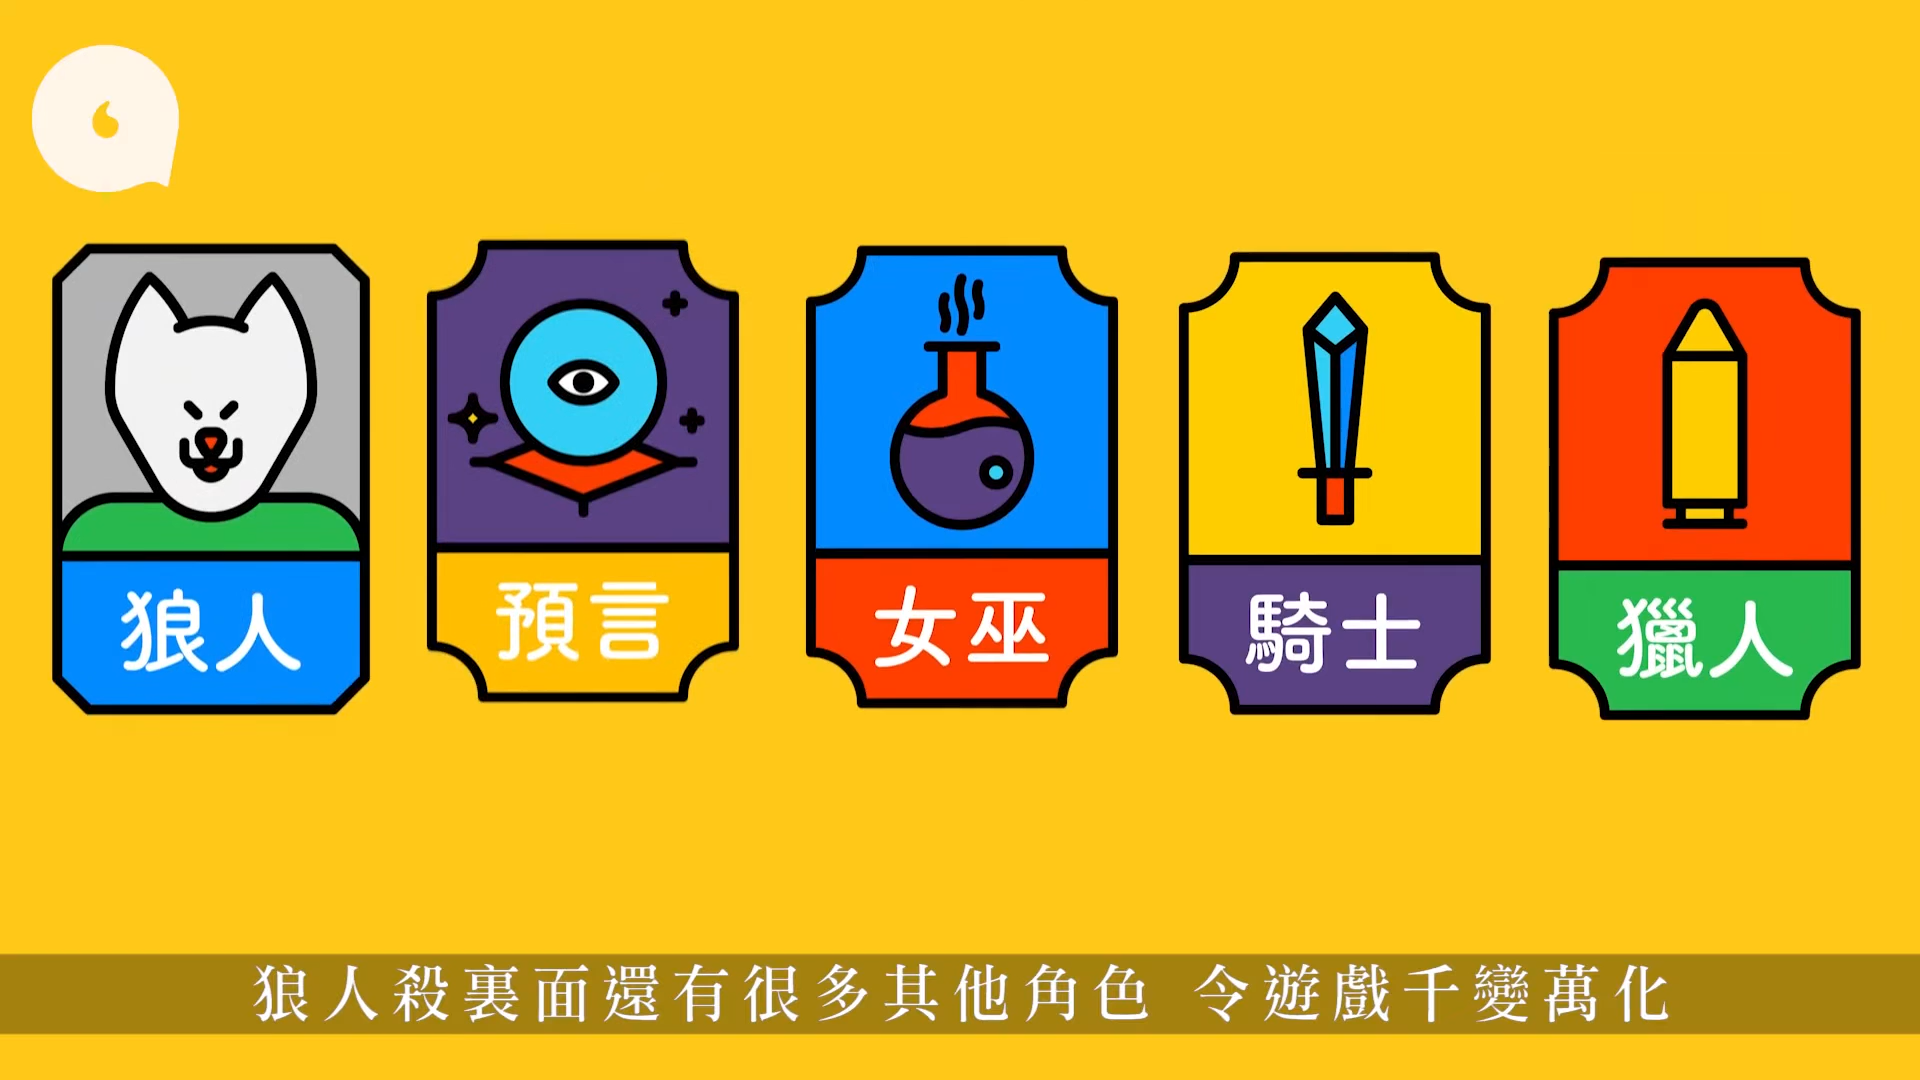 狼人
預言
女巫
騎士
獵人
狼人殺裏面還有很多其他角色 令遊戲千變萬化